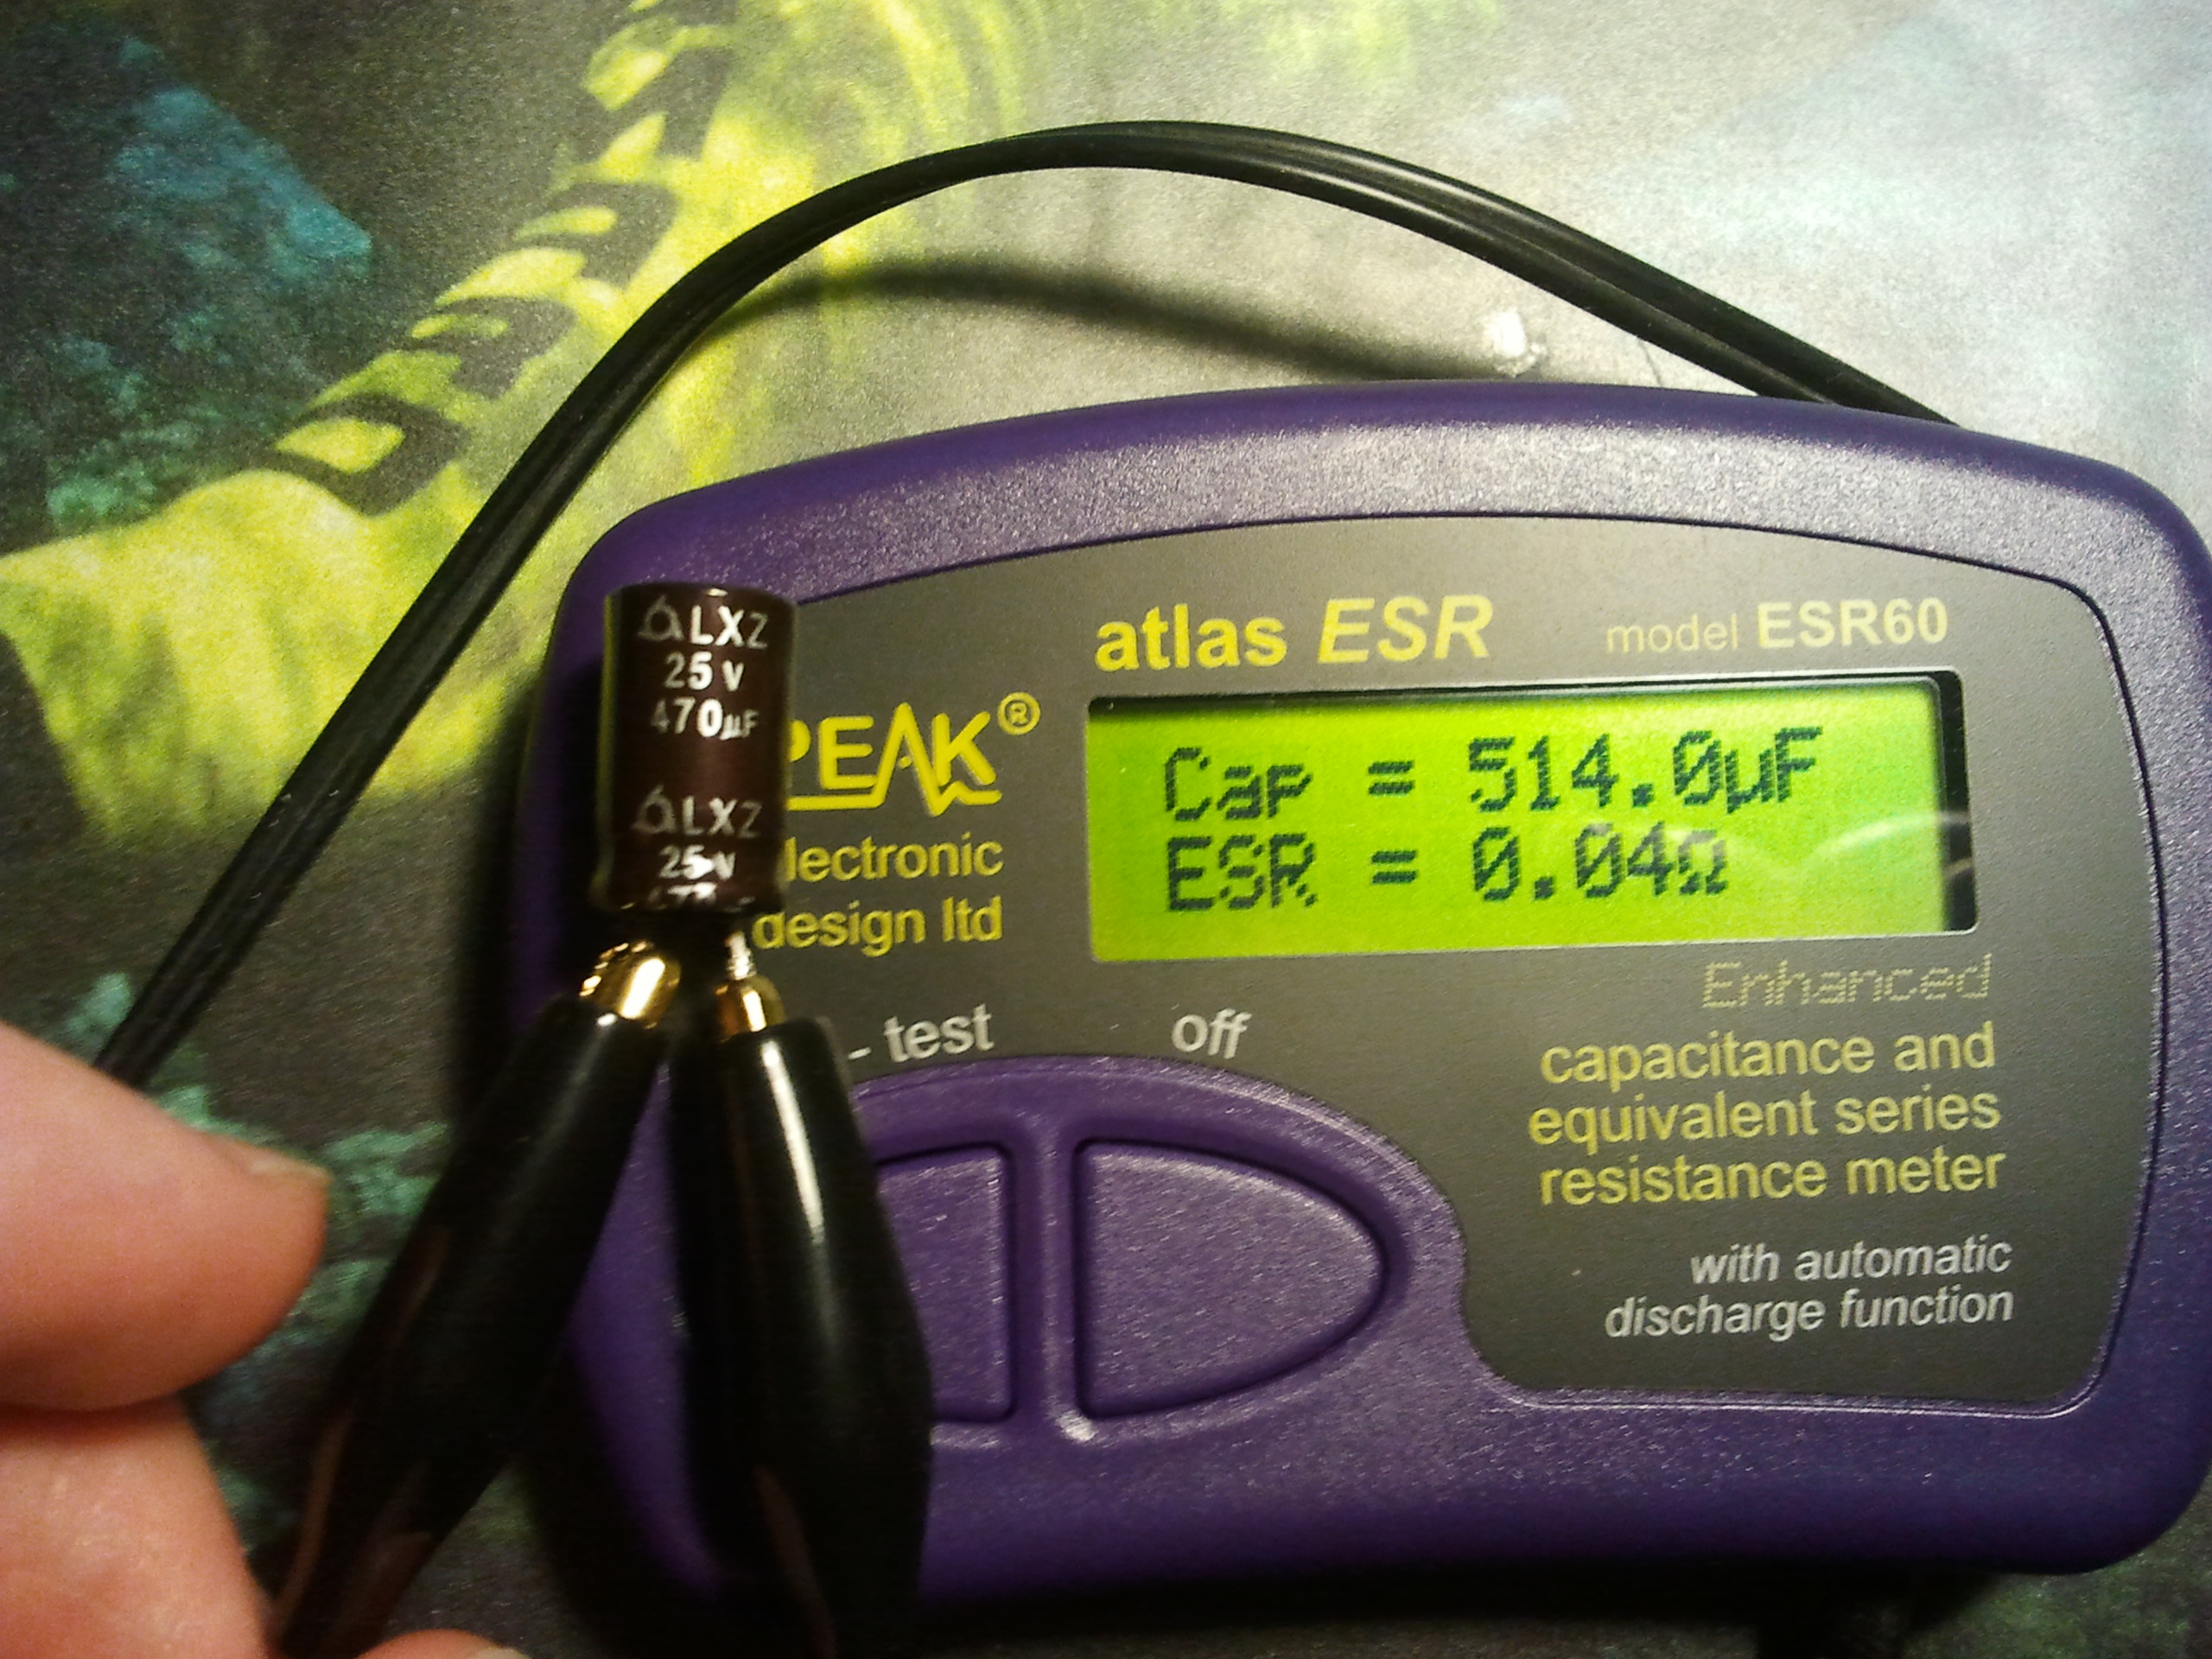 LXZ
25 v
470µF
LXZ
25 v
atlas ESR
model ESR60
PEAK®
electronic
design ltd
Cap = 514.0µF
ESR = 0.04Ω
Enhanced
- test
off
capacitance and
equivalent series
resistance meter
with automatic
discharge function